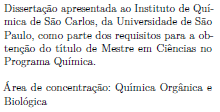 Dissertação apresentada ao Instituto de Quí-
mica de São Carlos, da Universidade de São
Paulo, como parte dos requisitos para a ob-
tenção do título de Mestre em Ciências no
Programa Química.
Área de concentração: Química Orgânica e
Biológica